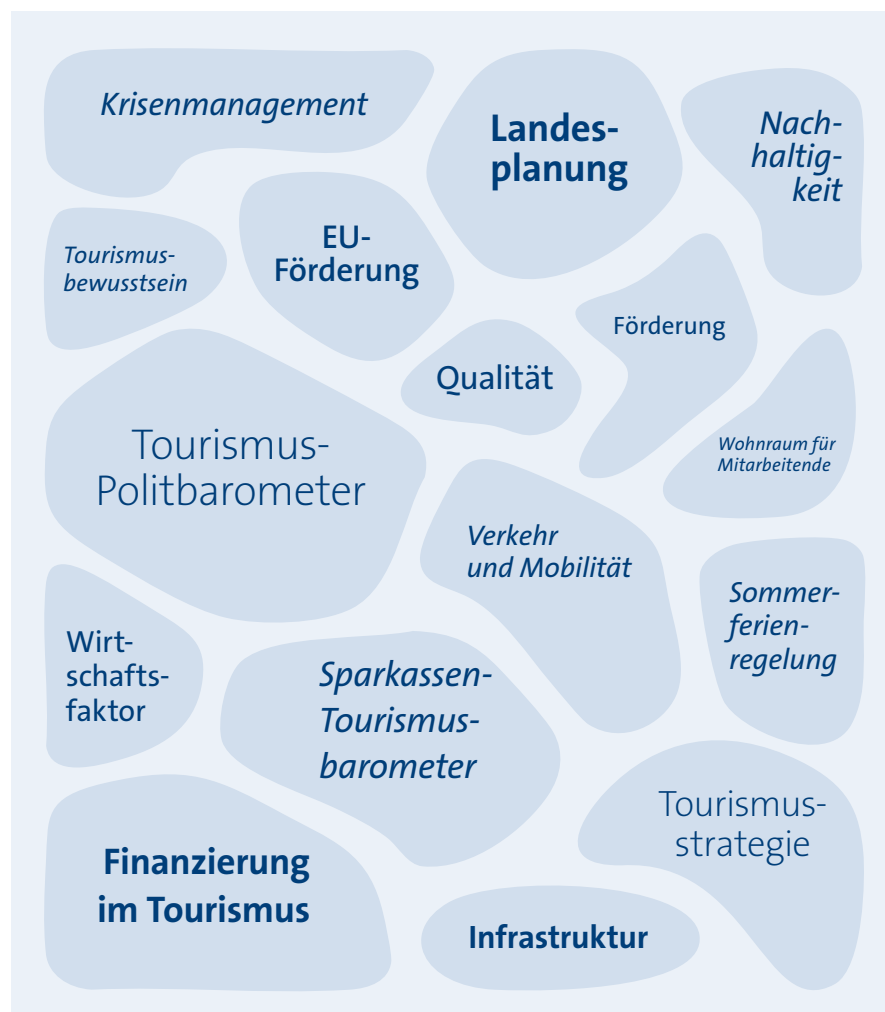 Krisenmanagement
Landes-
planung
Nach-
haltig-
keit
Tourismus-
bewusstsein
EU-
Förderung
Förderung
Qualität
Tourismus-
Politbarometer
Wohnraum für
Mitarbeitende
Verkehr
und Mobilität
Sommer-
ferien-
regelung
Wirt-
schafts-
faktor
Sparkassen-
Tourismus-
barometer
Tourismus-
strategie
Finanzierung
im Tourismus
Infrastruktur